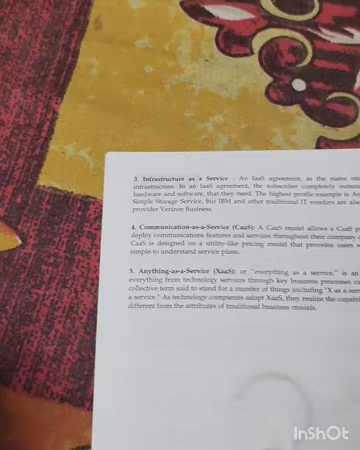 3. Infrastructure as a Service - An IaaS agreement, as the name
infrastructure. In an IaaS agreement, the subscriber completely
hardware and software, that they need. The highest profile example is
Simple Storage Service, but IBM and other traditional IT vendors are
provider Verizon Business.
4. Communication-as-a-Service (CaaS): A CaaS model allows a CaaS
deploy communications features and services throughout their company
CaaS is designed on a utility-like pricing model that provides users
simple-to understand service plans.
5. Anything-as-a-Service (XaaS): or "everything as a service," is an
everything from technology services through key business processes
collective term said to stand for a number of things including "X as a
a service." As technology companies adopt XaaS, they realize the
different from the attributes of traditional business models.
InShOt